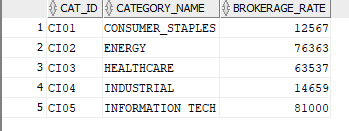 CAT_ID CATEGORY_NAME BROKERAGE_RATE
1 CI01 CONSUMER_STAPLES 12567
2 CI02 ENERGY 76363
3 CI03 HEALTHCARE 63537
4 CI04 INDUSTRIAL 14659
5 CI05 INFORMATION TECH 81000